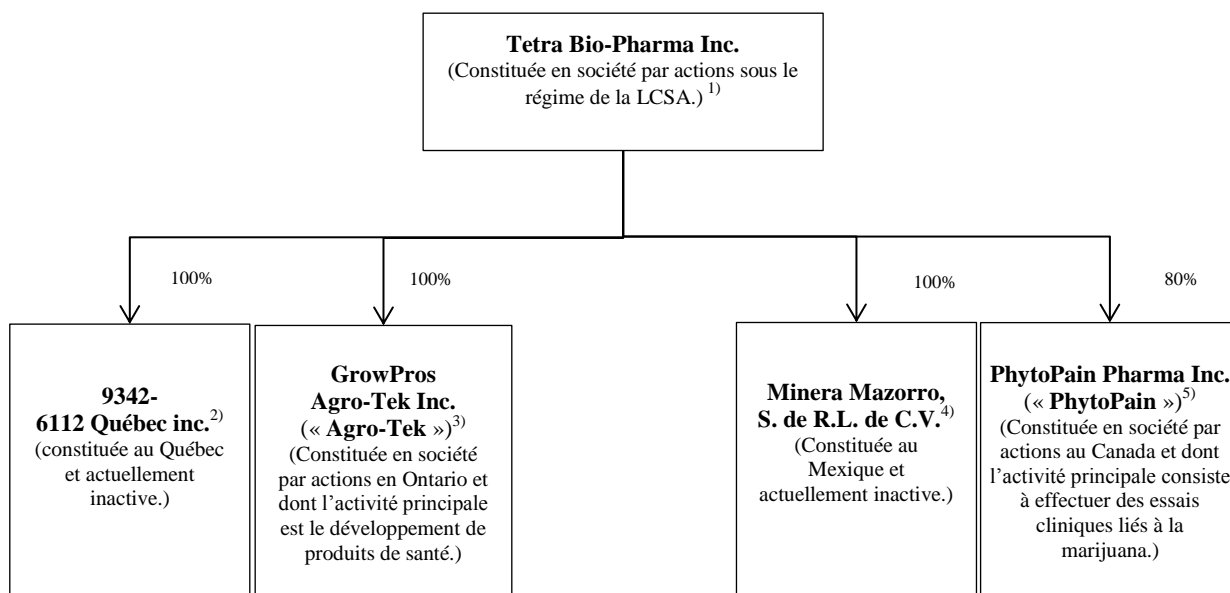 Tetra Bio-Pharma Inc.
(Constituée en société par actions sous le
régime de la LCSA.) 1)
100%
100%
100%
80%
9342-
6112 Québec inc.2)
(constituée au Québec
et actuellement
inactive.)
GrowPros
Agro-Tek Inc.
(« Agro-Tek »)3)
(Constituée en société
par actions en Ontario et
dont l’activité principale
est le développement de
produits de santé.)
Minera Mazorro,
S. de R.L. de C.V.4)
(Constituée au
Mexique et
actuellement inactive.)
PhytoPain Pharma Inc.
(« PhytoPain »)5)
(Constituée en société par
actions au Canada et dont
l’activité principale consiste
à effectuer des essais
cliniques liés à la
marijuana.)